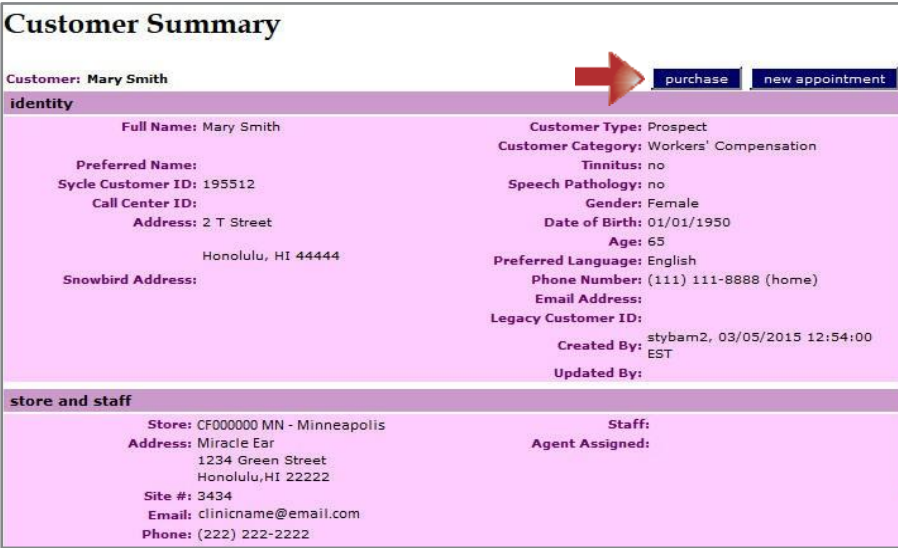 Customer Summary
Customer: Mary Smith
purchase
new appointment
identity
Full Name: Mary Smith
Preferred Name:
Sycle Customer ID: 195512
Call Center ID:
Address: 2 T Street
Honolulu, HI 44444
Snowbird Address:
Customer Type: Prospect
Customer Category: Workers' Compensation
Tinnitus: no
Speech Pathology: no
Gender: Female
Date of Birth: 01/01/1950
Age: 65
Preferred Language: English
Phone Number: (111) 111-8888 (home)
Email Address:
Legacy Customer ID:
Created By: stybam2, 03/05/2015 12:54:00
EST
Updated By:
store and staff
Store: CF000000 MN - Minneapolis
Address: Miracle Ear
1234 Green Street
Honolulu,HI 22222
Site #: 3434
Email: clinicname@email.com
Phone: (222) 222-2222
Staff:
Agent Assigned: